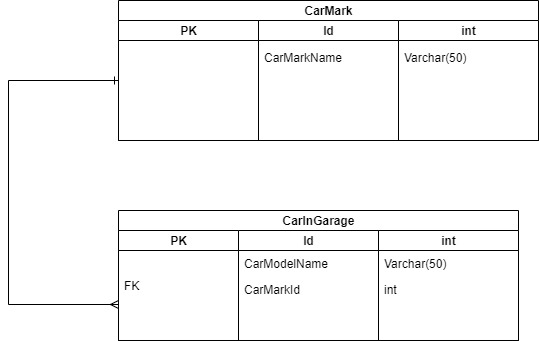 CarMark
PK Id int
CarMarkName Varchar(50)
CarInGarage
PK Id int
CarModelName Varchar(50)
FK CarMarkId int